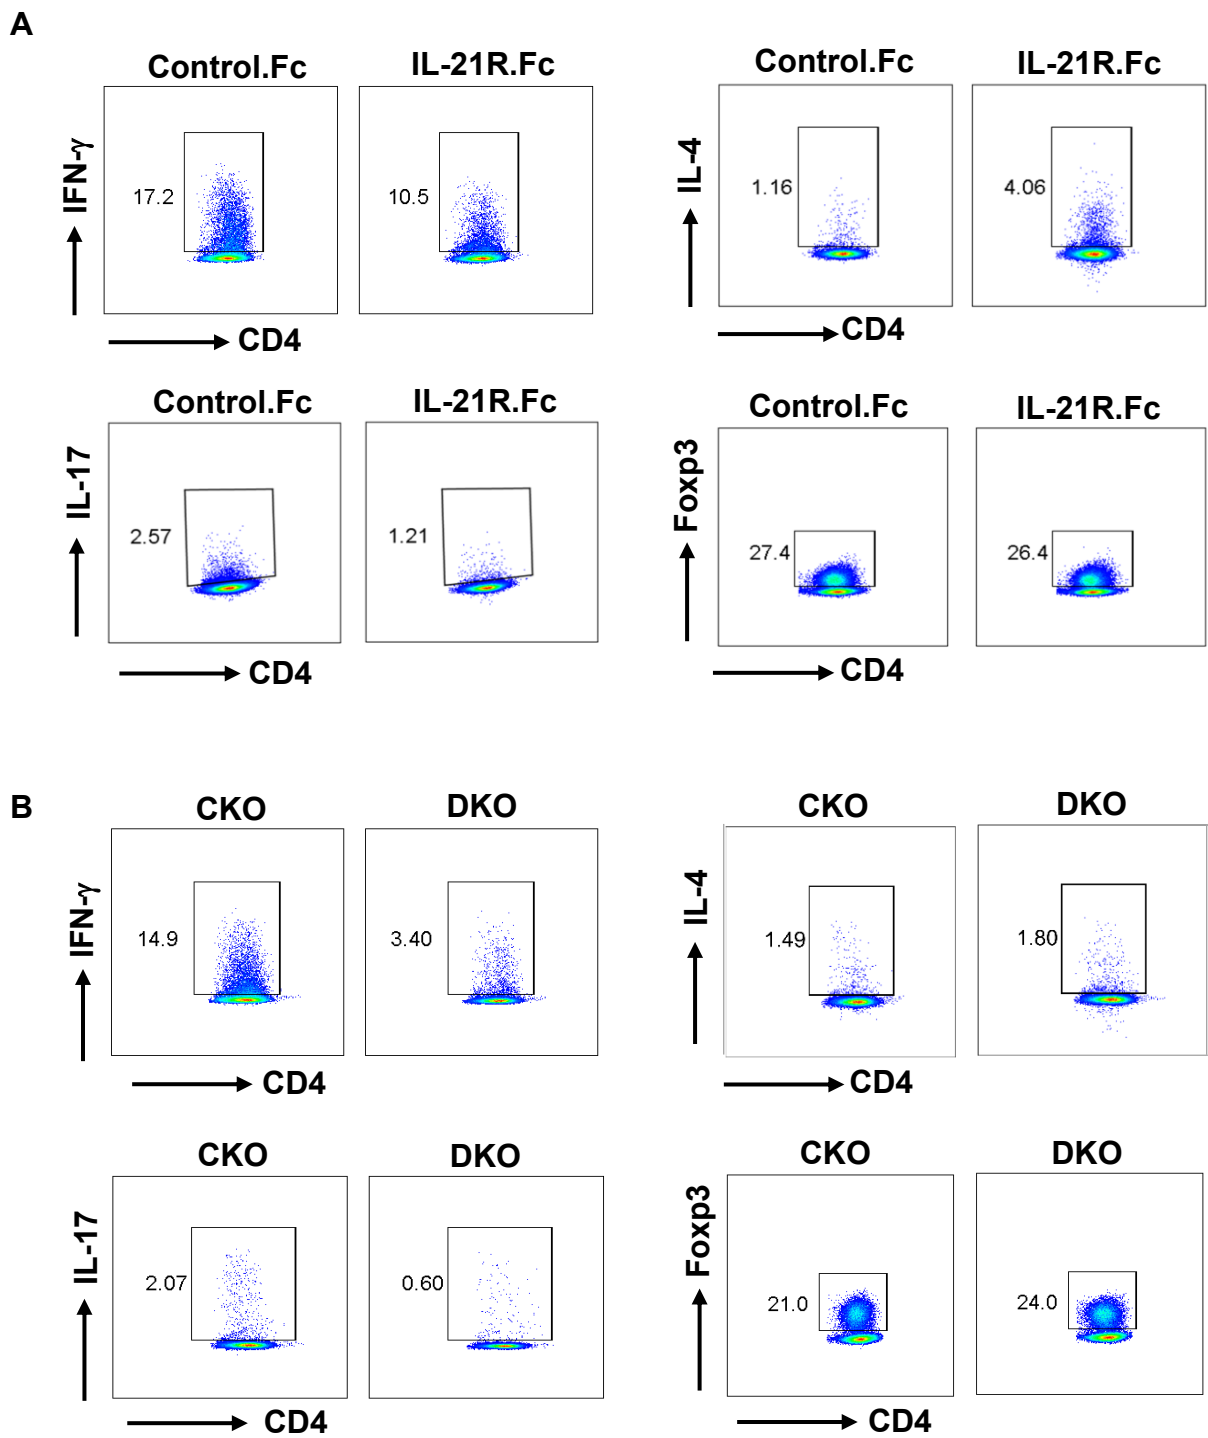 A
Control.Fc
IL-21R.Fc
Control.Fc
IL-21R.Fc
IFN-γ
17.2
10.5
IL-4
1.16
4.06
CD4
CD4
Control.Fc
IL-21R.Fc
Control.Fc
IL-21R.Fc
IL-17
2.57
1.21
Foxp3
27.4
26.4
CD4
CD4
B
CKO
DKO
CKO
DKO
IFN-γ
14.9
3.40
IL-4
1.49
1.80
CD4
CD4
CKO
DKO
CKO
DKO
IL-17
2.07
0.60
Foxp3
21.0
24.0
CD4
CD4